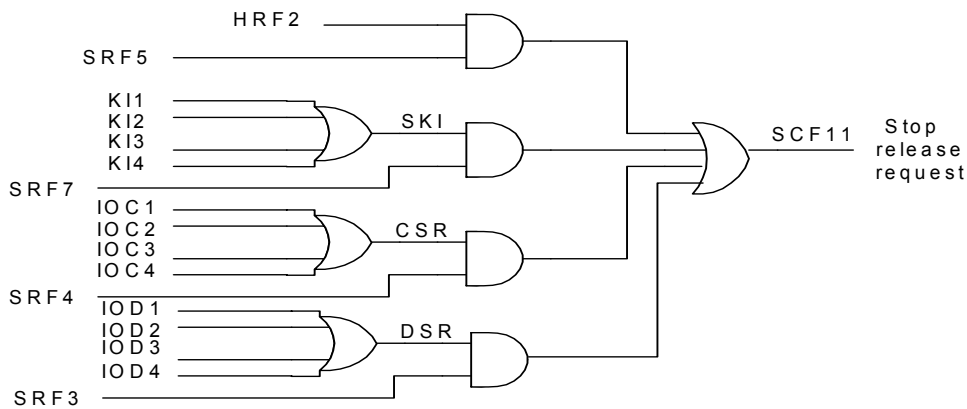 HRF2
SRF5
KI1
KI2
KI3
KI4
SKI
SRF7
SCF11
Stop
release
request
IOC1
IOC2
IOC3
IOC4
CSR
SRF4
IOD1
IOD2
IOD3
IOD4
DSR
SRF3